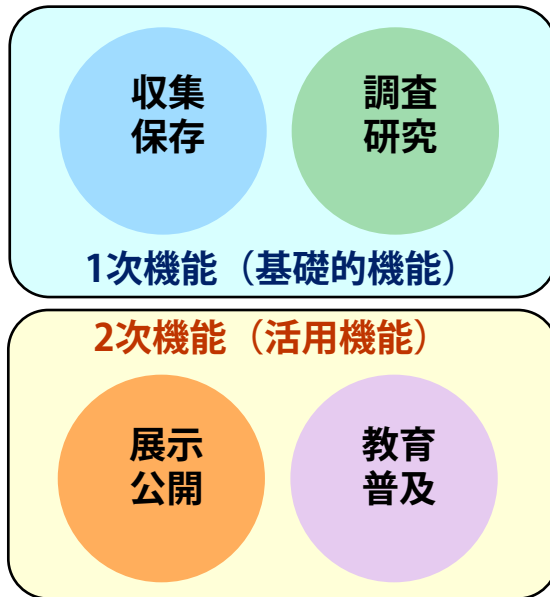 収集
保存
調査
研究
1次機能（基礎的機能）
2次機能（活用機能）
展示
公開
教育
普及